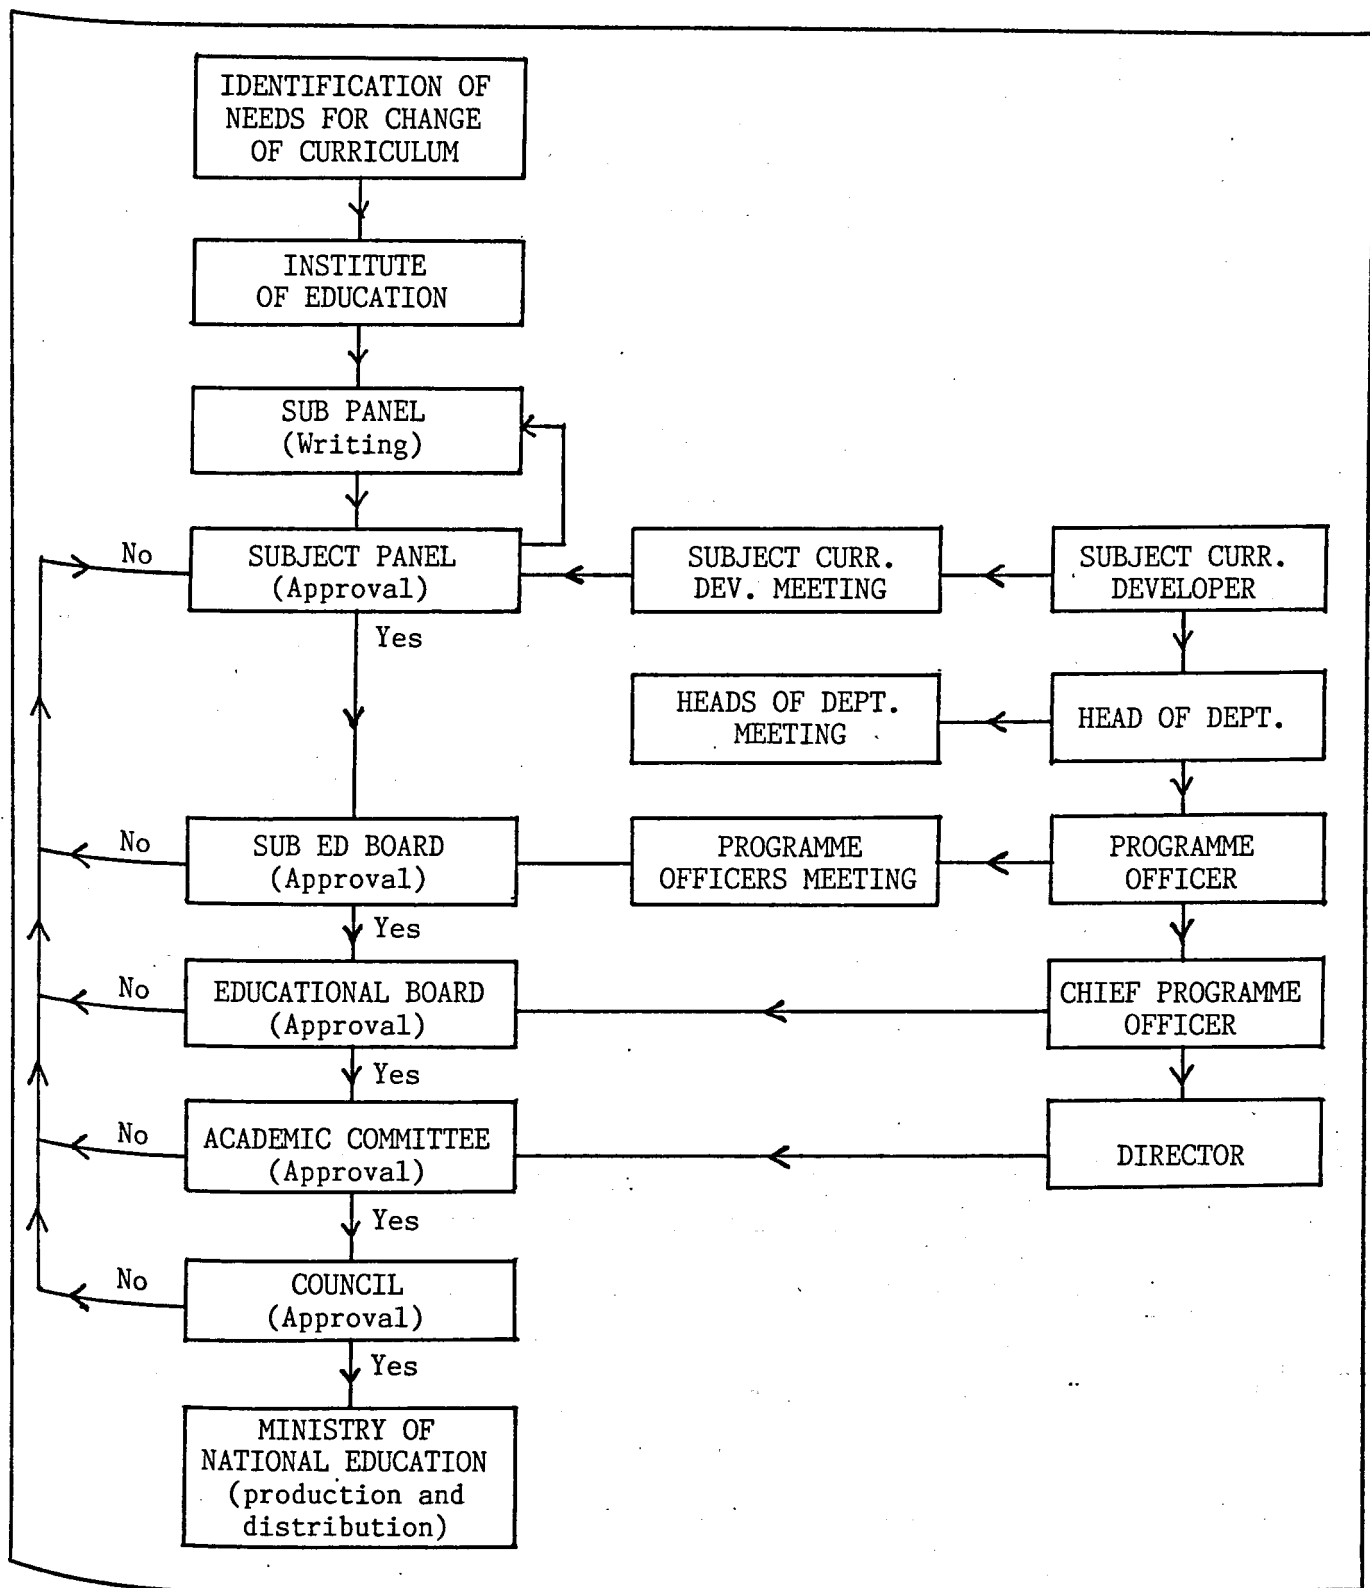 IDENTIFICATION OF
NEEDS FOR CHANGE
OF CURRICULUM
INSTITUTE
OF EDUCATION
SUB PANEL
(Writing)
No
SUBJECT PANEL
(Approval)
SUBJECT CURR.
DEV. MEETING
SUBJECT CURR.
DEVELOPER
Yes
HEADS OF DEPT.
MEETING
HEAD OF DEPT.
No
SUB ED BOARD
(Approval)
PROGRAMME
OFFICERS MEETING
PROGRAMME
OFFICER
Yes
No
EDUCATIONAL BOARD
(Approval)
CHIEF PROGRAMME
OFFICER
Yes
No
ACADEMIC COMMITTEE
(Approval)
DIRECTOR
Yes
No
COUNCIL
(Approval)
Yes
MINISTRY OF
NATIONAL EDUCATION
(production and
distribution)